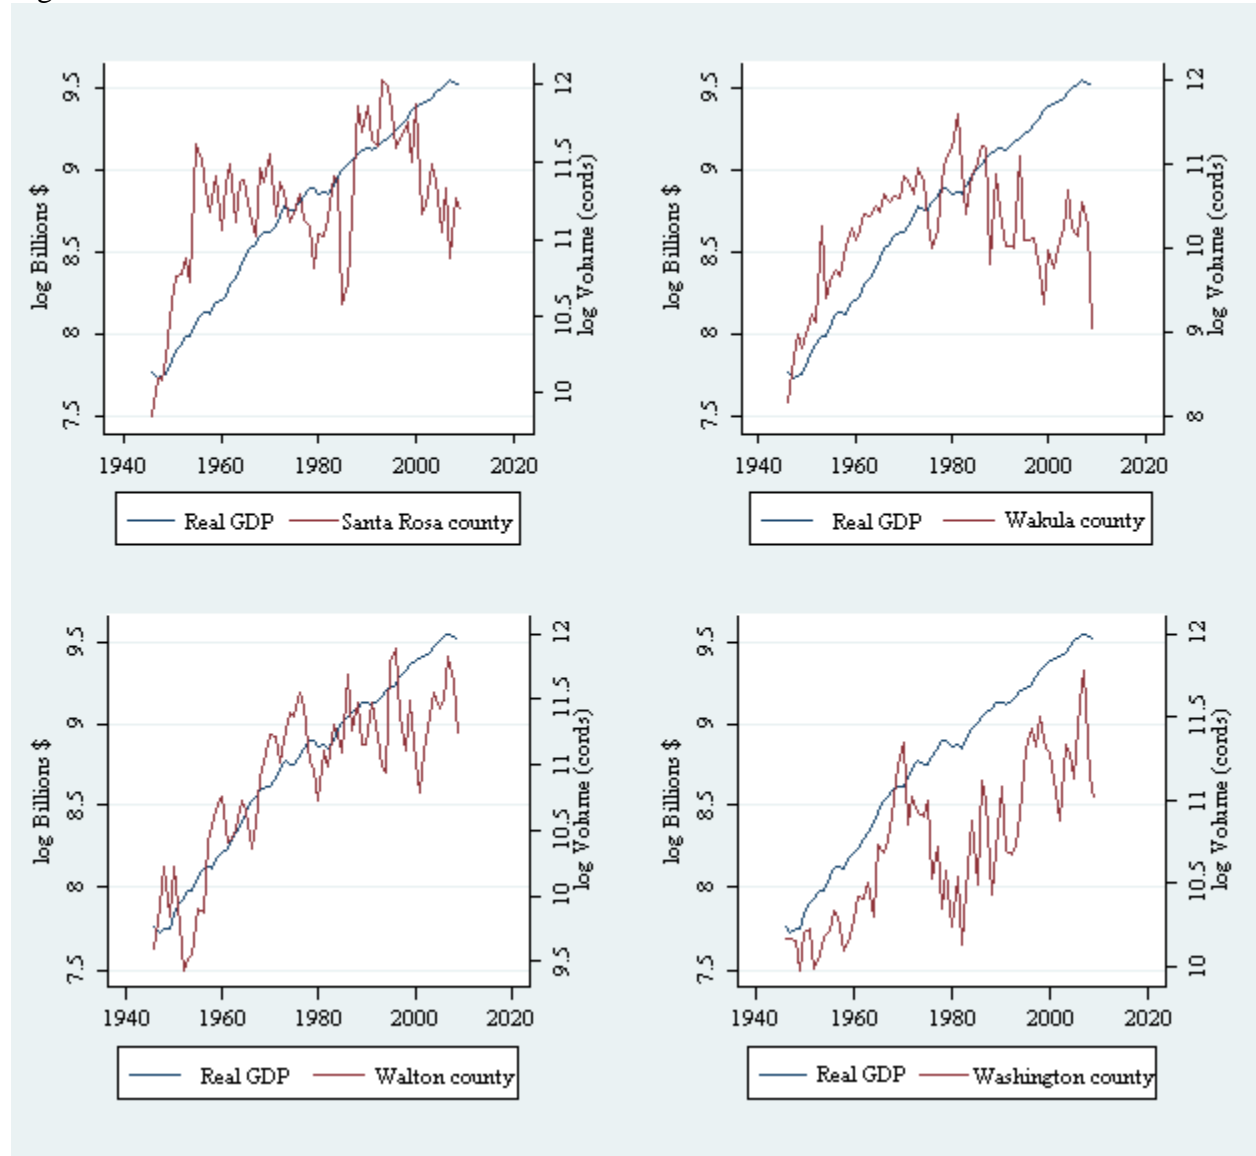 9.5
9
8.5
8
7.5
log Billions $
12
11.5
11
10.5
10
log Volume (cords)
1940 1960 1980 2000 2020
Real GDP Santa Rosa county
9.5
9
8.5
8
7.5
log Billions $
12
11
10
9
8
log Volume (cords)
1940 1960 1980 2000 2020
Real GDP Wakula county
9.5
9
8.5
8
7.5
log Billions $
12
11.5
11
10.5
10
9.5
log Volume (cords)
1940 1960 1980 2000 2020
Real GDP Walton county
9.5
9
8.5
8
7.5
log Billions $
12
11.5
11
10.5
10
log Volume (cords)
1940 1960 1980 2000 2020
Real GDP Washington county